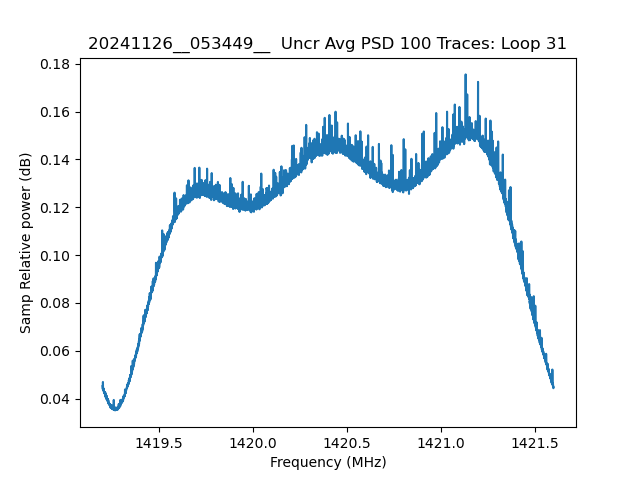 20241126__053449__  Uncr Avg PSD 100 Traces: Loop 31
0.18
0.16
0.14
0.12
0.10
0.08
0.06
0.04
Samp Relative power (dB)
1419.5 1420.0 1420.5 1421.0 1421.5
Frequency (MHz)